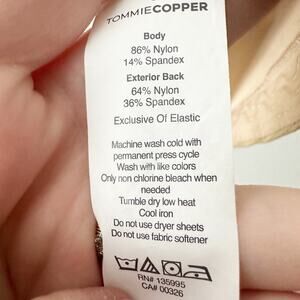 TOMMIECOPPER
Body
86% Nylon
14% Spandex
Exterior Back
64% Nylon
36% Spandex
Exclusive Of Elastic
Machine wash cold with
permanent press cycle
Wash with like colors
Only non chlorine bleach when
needed
Tumble dry low heat
Cool iron
Do not use dryer sheets
Do not use fabric softener
RN# 135995
CA# 00326